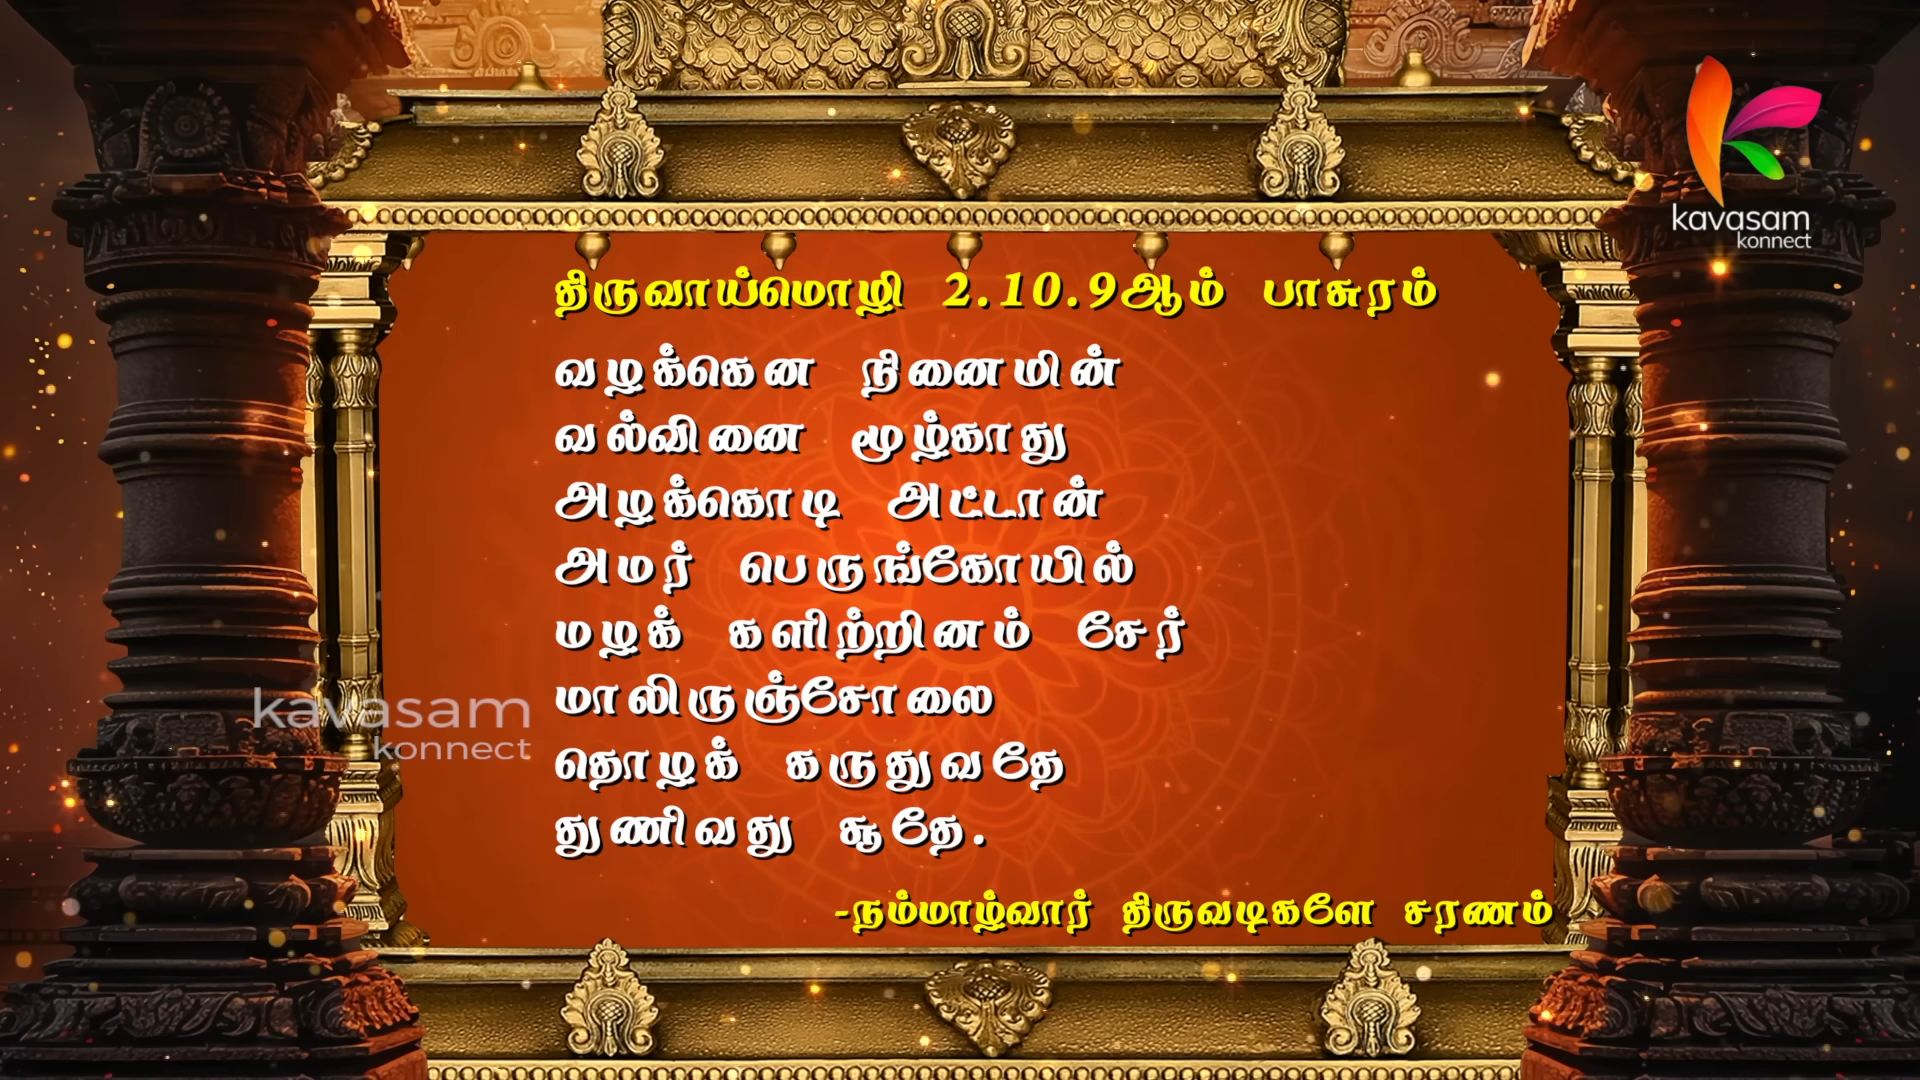 kavasam
konnect
திருவாய்மொழி 2.10.9ஆம் பாசுரம்
வழக்கென நினைமின்
வல்வினை மூழ்காது
அழக்கொடி அட்டான்
அமர் பெருங்கோயில்
மழக் களிற்றினம் சேர்
மாலிருஞ்சோலை
தொழக் கருதுவதே
துணிவது சூதே.
-நம்மாழ்வார் திருவடிகளே சரணம்
kavasam
konnect